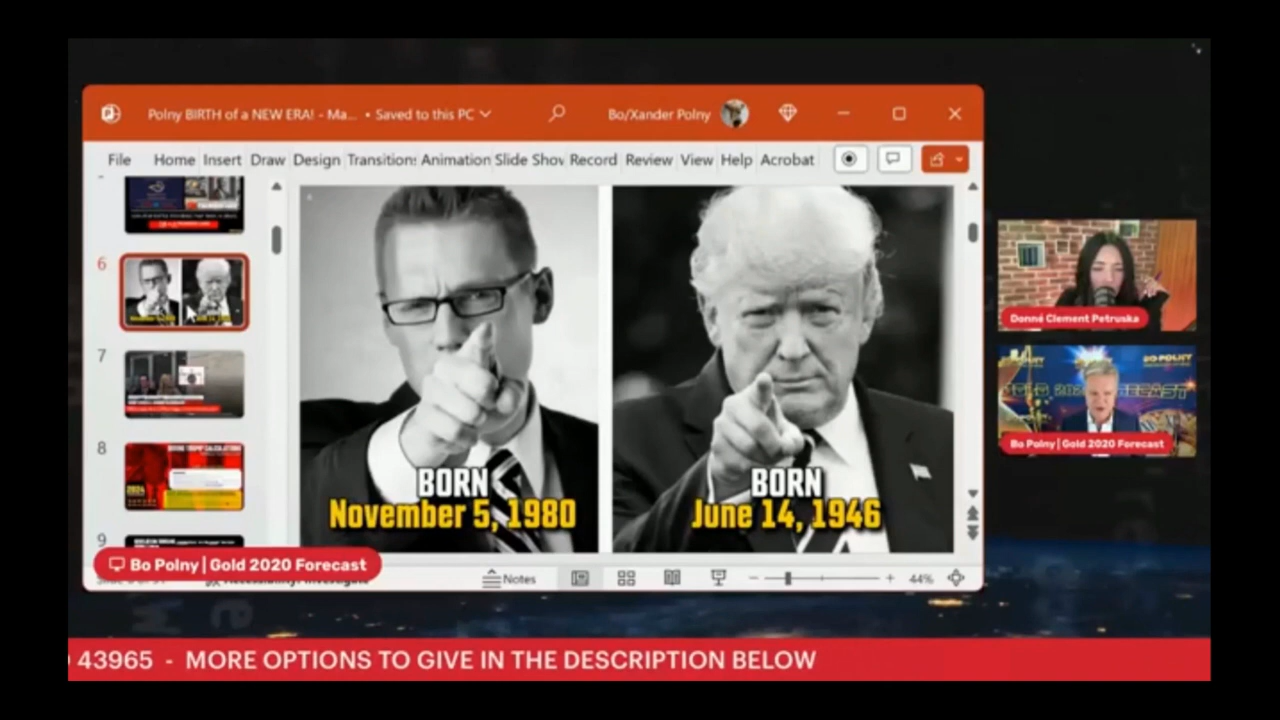 Polny BIRTH of a NEW ERA! - Ma... • Saved to this PC
Bo/Xander Polny
File Home Insert Draw Design Transition: Animation Slide Shov Record Review View Help Acrobat
6
7
8
9
BORN
November 5, 1980
BORN
June 14, 1946
Donné Clement Petruska
BO POLNY
Bo Polny | Gold 2020 Forecast
Bo Polny | Gold 2020 Forecast
Notes
44%
43965 - MORE OPTIONS TO GIVE IN THE DESCRIPTION BELOW